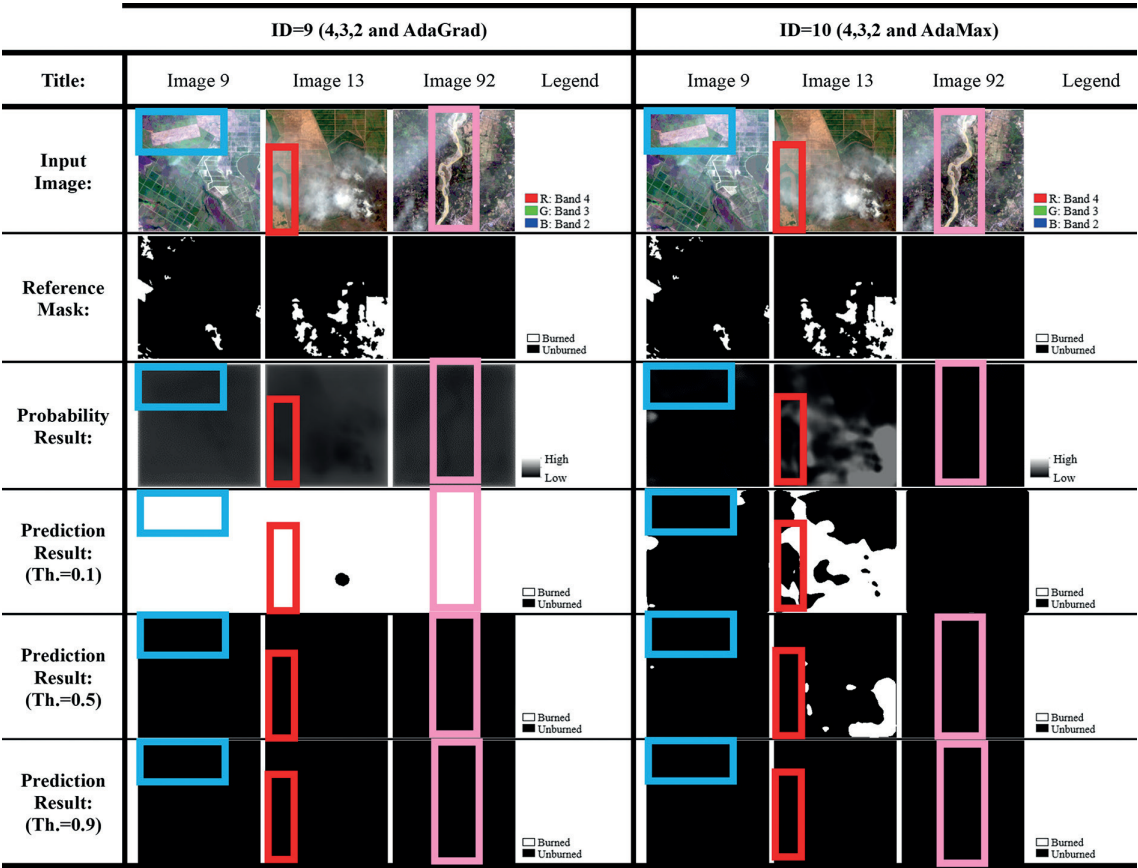 ID=9 (4,3,2 and AdaGrad)
ID=10 (4,3,2 and AdaMax)
Title:
Image 9
Image 13
Image 92
Legend
Image 9
Image 13
Image 92
Legend
Input
Image:
R: Band 4
G: Band 3
B: Band 2
R: Band 4
G: Band 3
B: Band 2
Reference
Mask:
Burned
Unburned
Burned
Unburned
Probability
Result:
High
Low
High
Low
Prediction
Result:
(Th.=0.1)
Burned
Unburned
Burned
Unburned
Prediction
Result:
(Th.=0.5)
Burned
Unburned
Burned
Unburned
Prediction
Result:
(Th.=0.9)
Burned
Unburned
Burned
Unburned